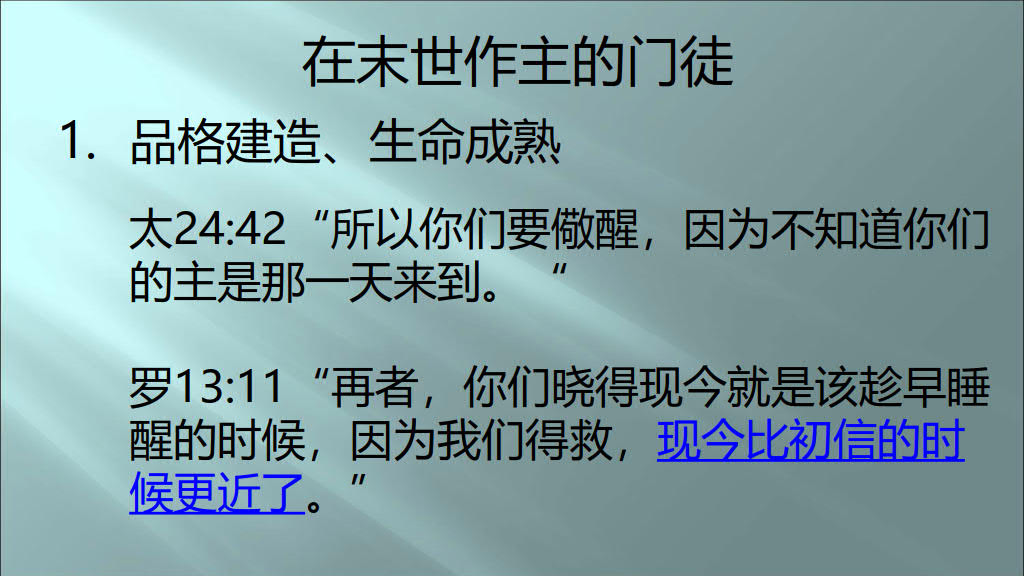 在末世作主的门徒
1. 品格建造、生命成熟
太24:42“所以你们要儆醒，因为不知道你们
的主是那一天来到。 “
罗13:11“再者，你们晓得现今就是该趁早睡
醒的时候，因为我们得救，现今比初信的时
候更近了。”